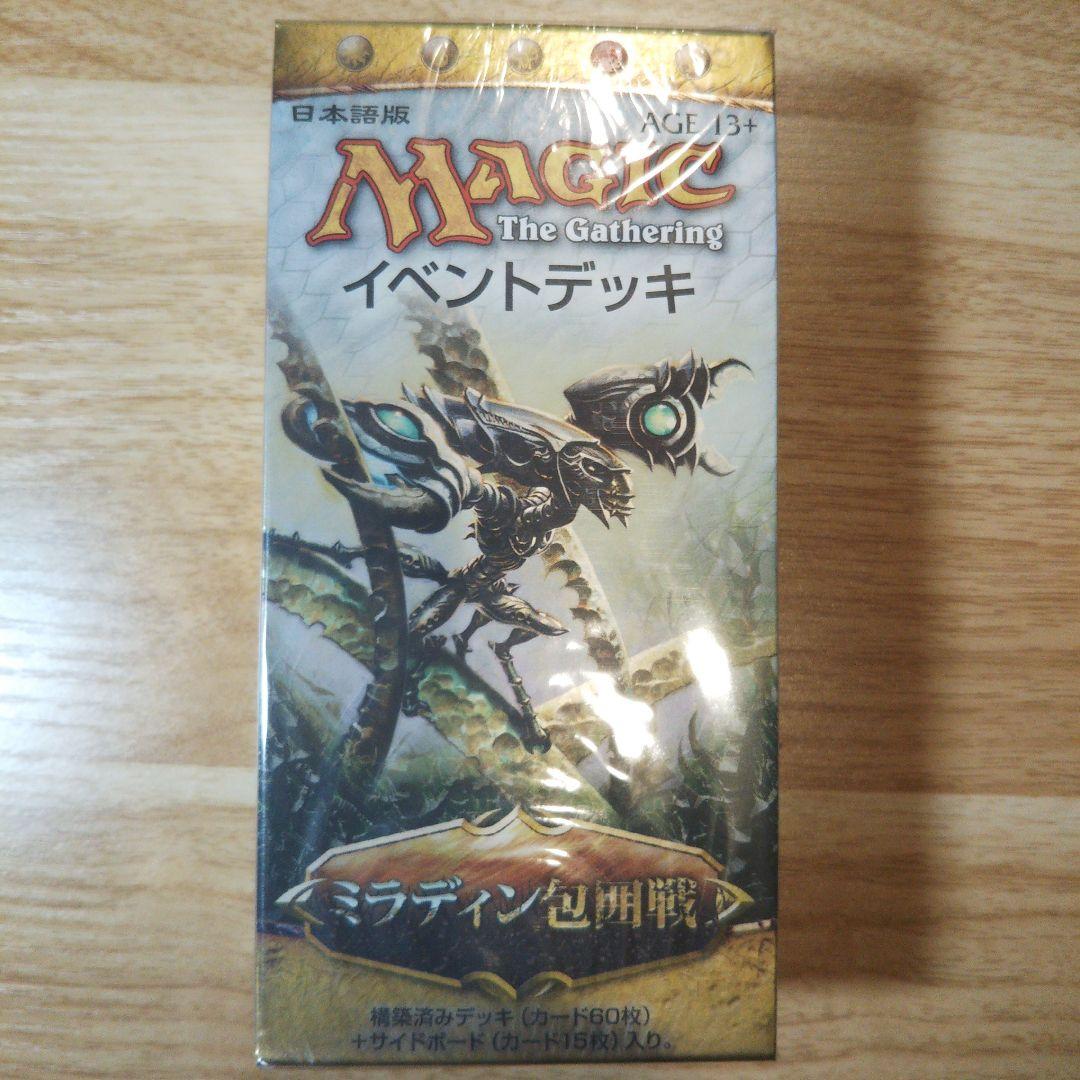 日本語版
AGE 13+
MAGIC
The Gathering
イベントデッキ
ミラディン包囲戦
構築済みデッキ（カード60枚）
＋サイドボード（カード15枚）入り。